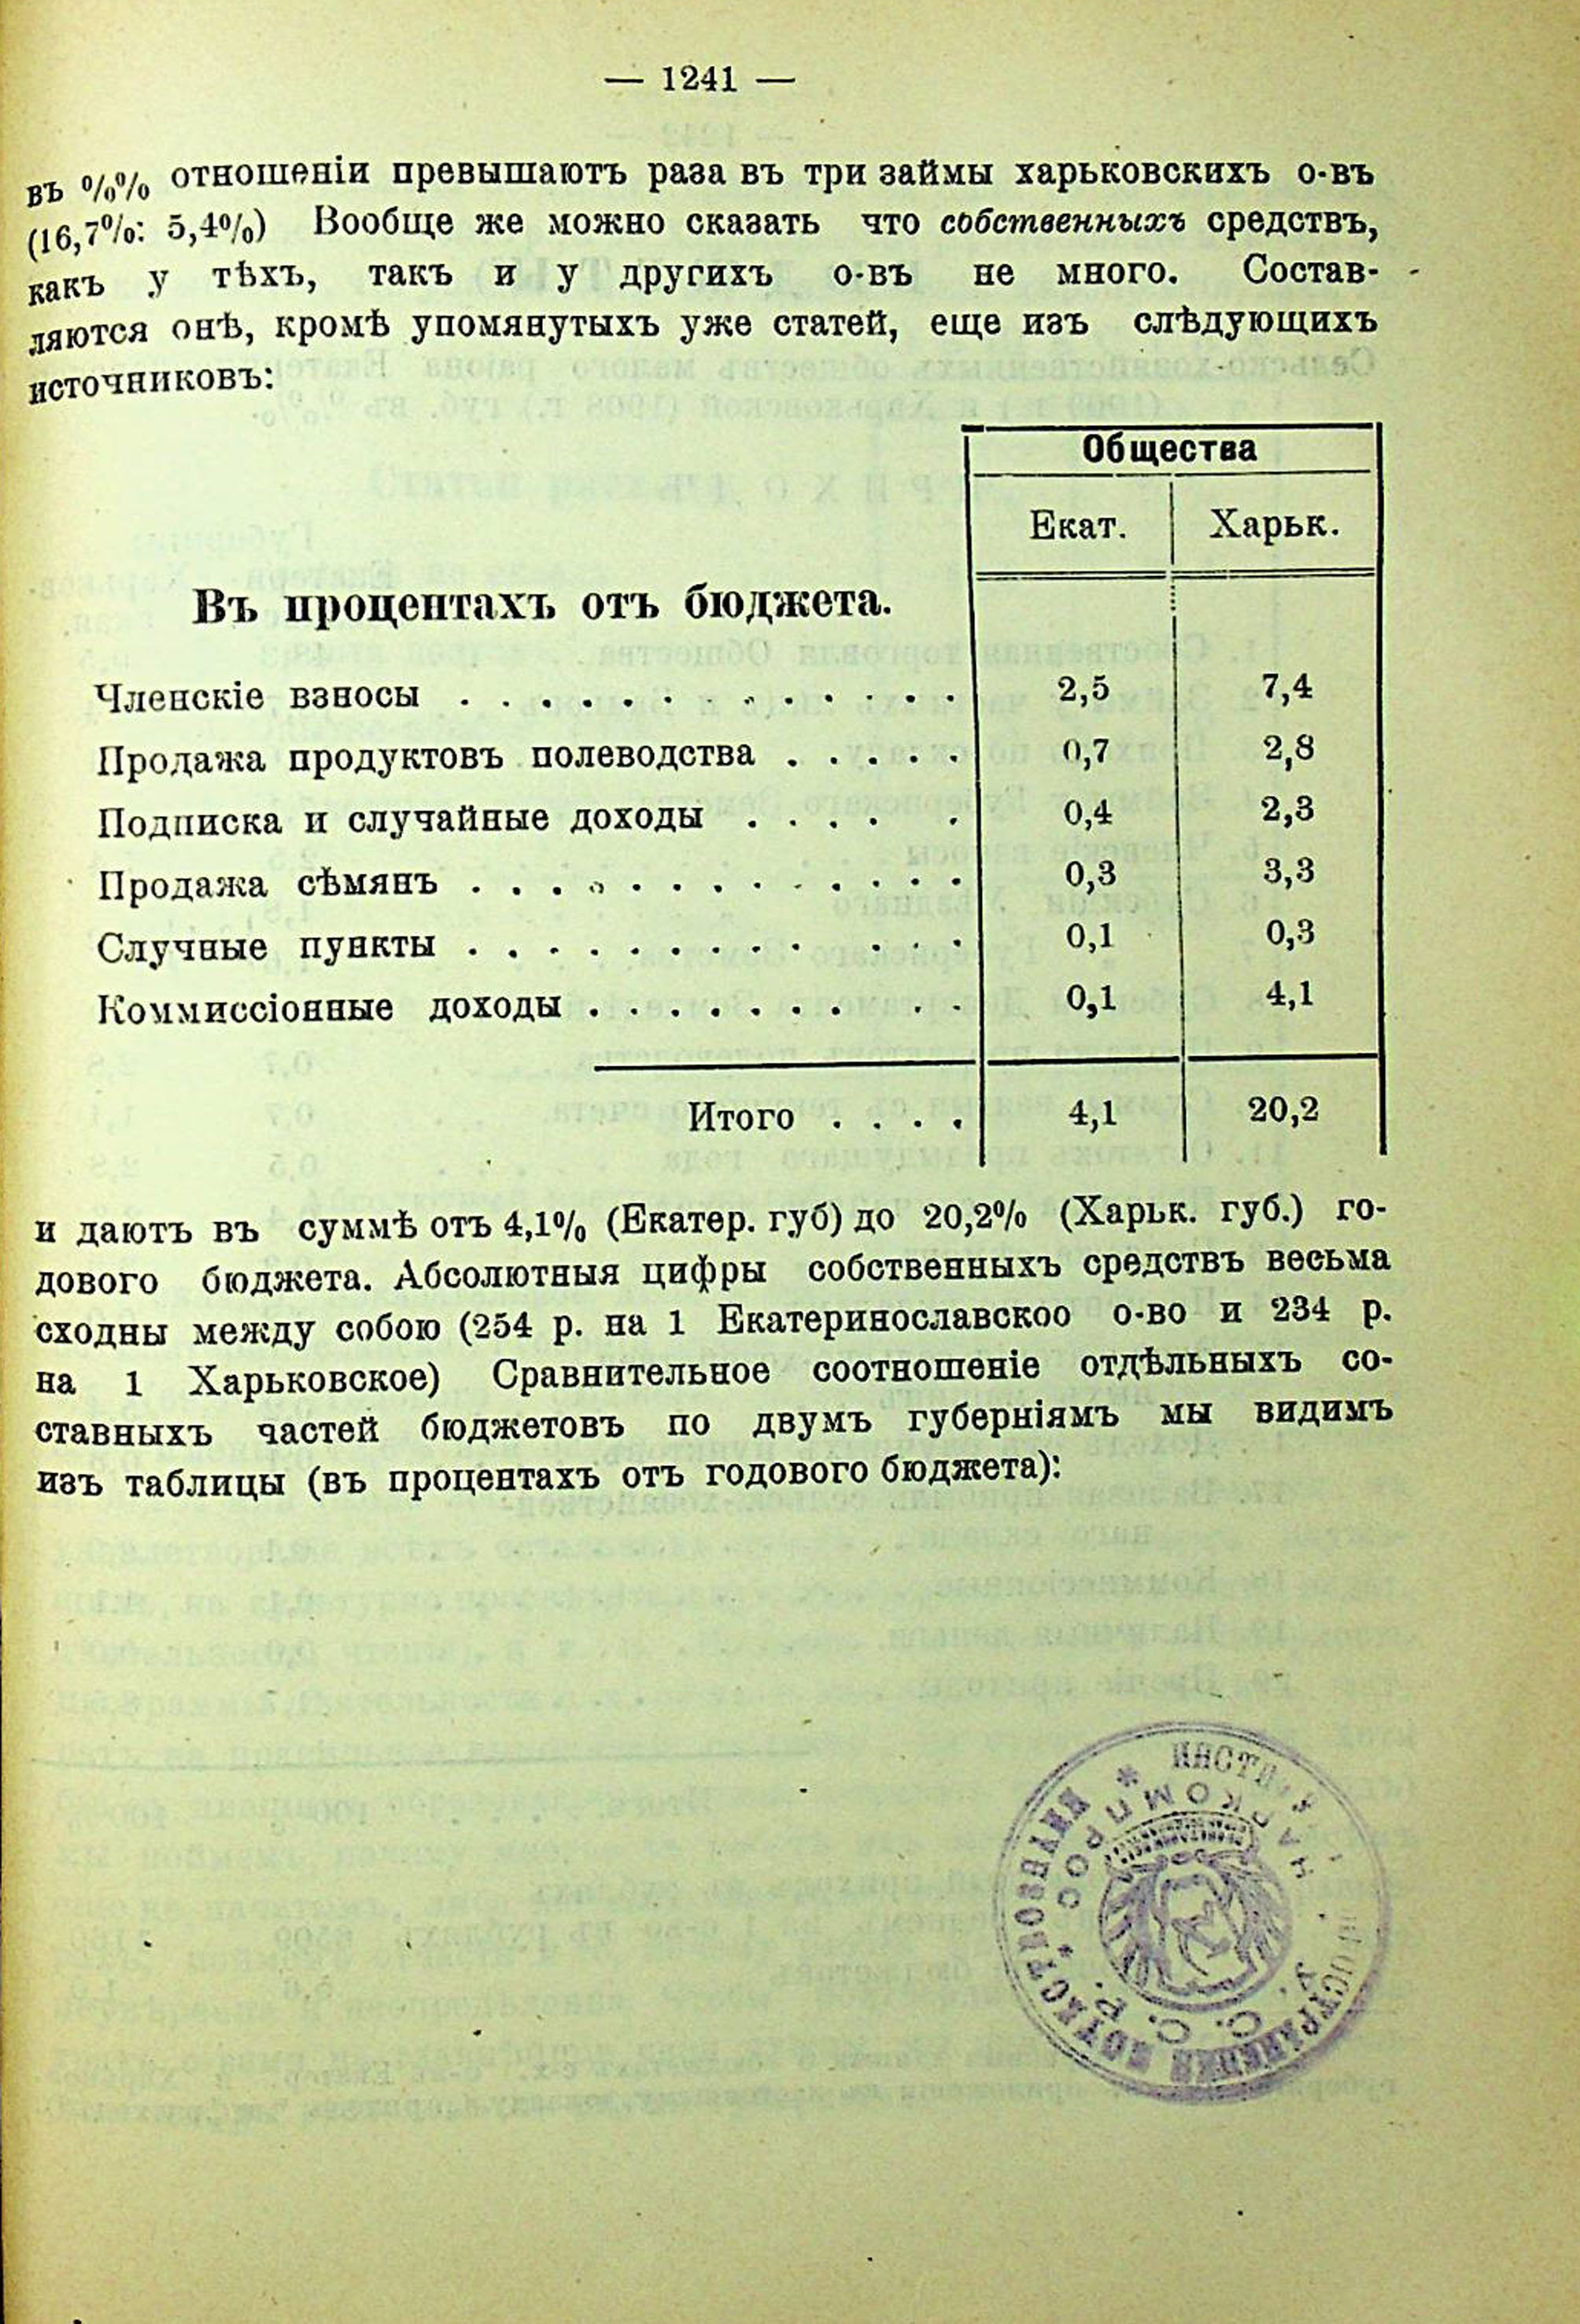 — 1241 —
въ %% отношеніи превышаютъ раза въ три займы харьковскихъ о-въ
(16,7%: 5,4%) Вообще же можно сказать что собственныхъ средствъ,
какъ у тѣхъ, такъ и у другихъ о-въ не много. Состав-
ляются онѣ, кромѣ упомянутыхъ уже статей, еще изъ слѣдующихъ
источниковъ:
Общества
Екат. Харьк.
Въ процентахъ отъ бюджета.
Членскіе взносы . . . . . . . . . . . . . 2,5 7,4
Продажа продуктовъ полеводства . . . . . 0,7 2,8
Подписка и случайные доходы . . . . . 0,4 2,3
Продажа сѣмянъ . . . . . . . . . . . . . 0,3 3,3
Случные пункты . . . . . . . . . . . . 0,1 0,3
Коммиссіонные доходы . . . . . . . . . 0,1 4,1
Итого . . . . 4,1 20,2
и даютъ въ суммѣ отъ 4,1% (Екатер. губ) до 20,2% (Харьк. губ.) го-
дового бюджета. Абсолютныя цифры собственныхъ средствъ весьма
сходны между собою (254 р. на 1 Екатеринославскоо о-во и 234 р.
на 1 Харьковское) Сравнительное соотношеніе отдѣльныхъ со-
ставныхъ частей бюджетовъ по двумъ губерніямъ мы видимъ
изъ таблицы (въ процентахъ отъ годового бюджета):